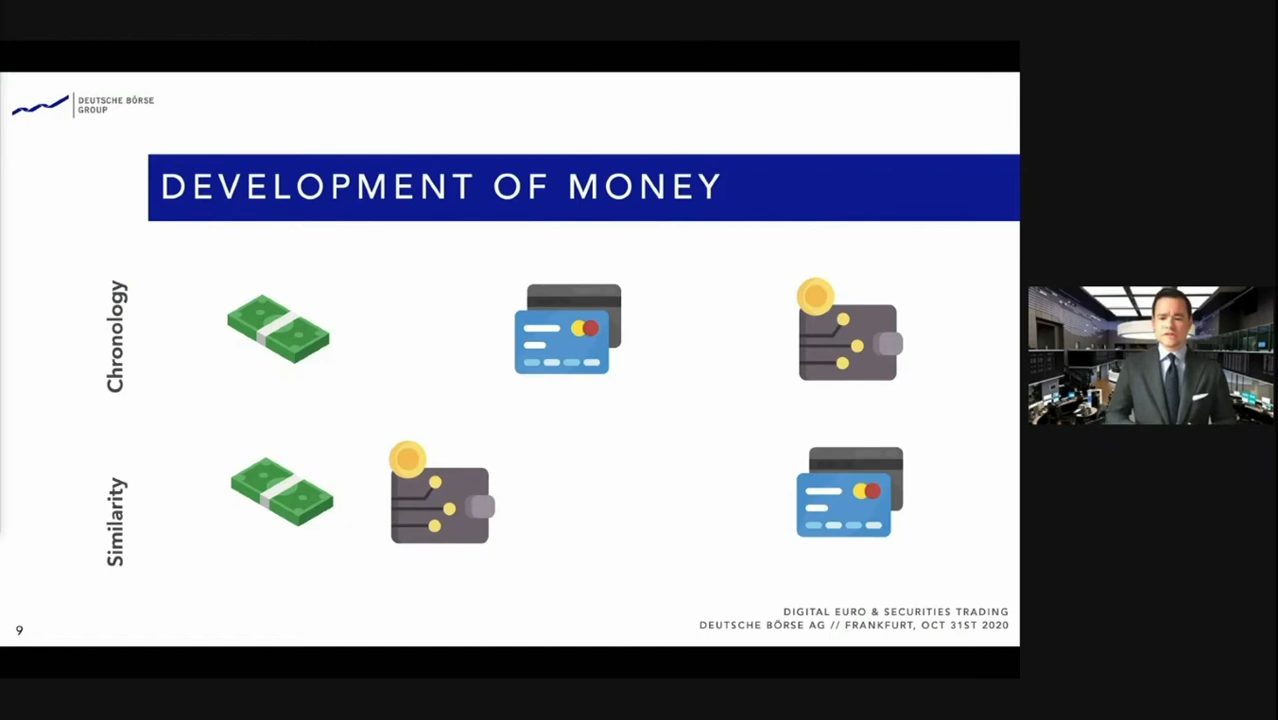 DEUTSCHE BÖRSE
GROUP
DEVELOPMENT OF MONEY
Chronology
Similarity
DIGITAL EURO & SECURITIES TRADING
DEUTSCHE BÖRSE AG // FRANKFURT, OCT 31ST 2020
9